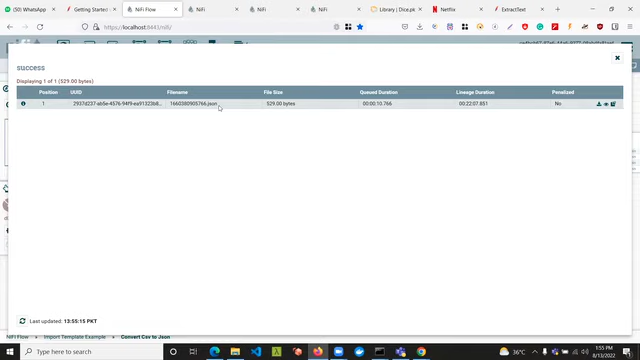 (50) WhatsApp
Getting Started
NiFi Flow
NiFi
NiFi
NiFi
Library | Dice.pk
Netflix
ExtractText
https://localhost:8443/nifi/
success
Displaying 1 of 1 (529.00 bytes)
Position UUID Filename File Size Queued Duration Lineage Duration Penalized
1 1660380905766.json 529.00 bytes 00:00:10.766 00:22:07.851 No
Last updated: 13:55:15 PKT
NiFi Flow Import Template Example Convert Csv to Json
Type here to search
36°C
1:55 PM
8/13/2022